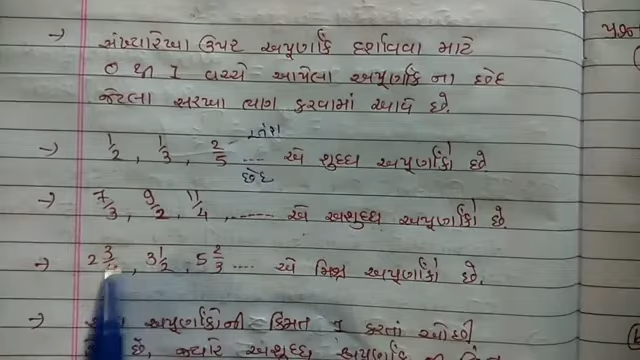 → સંખ્યારેખા ઉપર અપૂર્ણાંક દર્શાવવા માટે
0 થી 1 વચ્ચે આપેલા અપૂર્ણાંક ના છેદ
જેટલા સરખા ભાગ કરવામાં આવે છે.
→ 1/2 , 1/3 , 2/5 .... એ શુદ્ધ અપૂર્ણાંકો છે
અંશ
છેદ
→ 7/3 , 9/2 , 11/4 , ...... એ અશુદ્ધ અપૂર્ણાંકો છે.
→ 2 3/4 , 3 1/2 , 5 2/3 .... એ મિશ્ર અપૂર્ણાંકો છે.
→ અપૂર્ણાંકોની કિંમત 1 કરતાં ઓછી
છે, જ્યારે અશુદ્ધ અપૂર્ણાંકો ની